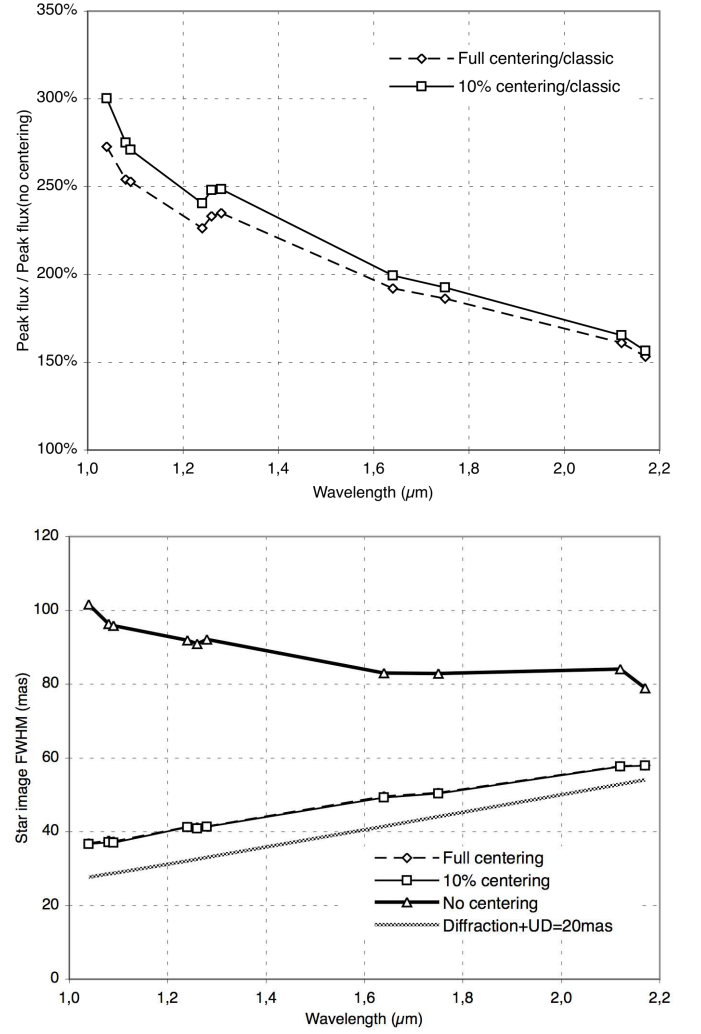 350%
300%
250%
200%
150%
100%
Peak flux / Peak flux(no centering)
Full centering/classic
10% centering/classic
1,0 1,2 1,4 1,6 1,8 2,0 2,2
Wavelength (µm)
120
100
80
60
40
20
0
Star image FWHM (mas)
Full centering
10% centering
No centering
Diffraction+UD=20mas
1,0 1,2 1,4 1,6 1,8 2,0 2,2
Wavelength (µm)